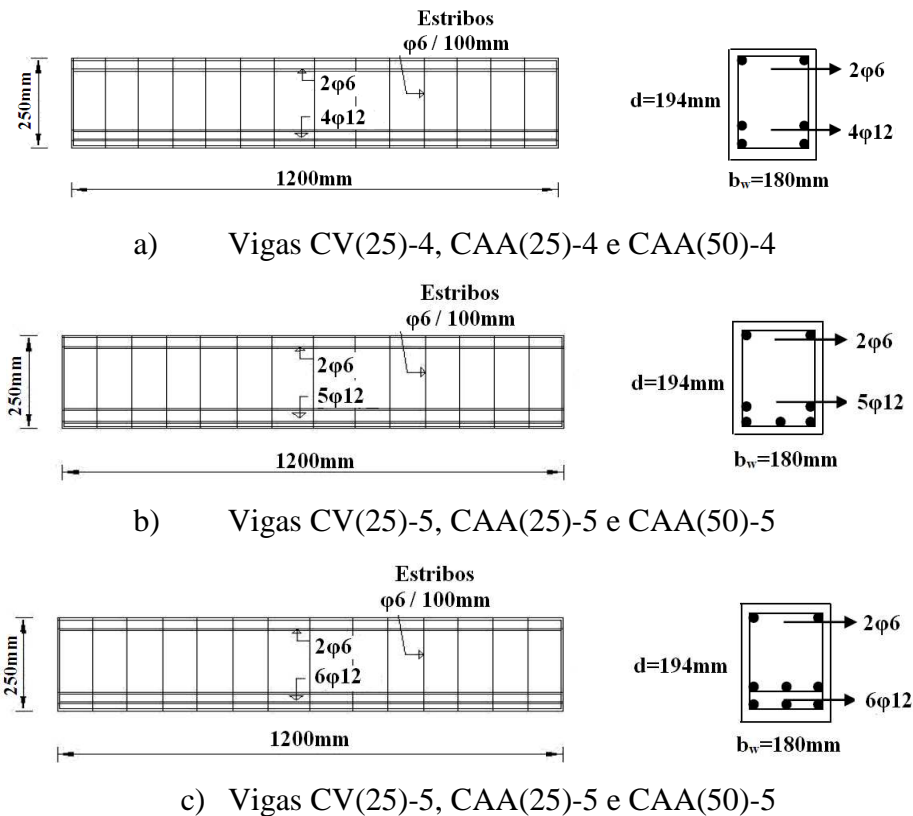 Estribos
φ6 / 100mm
2φ6
4φ12
250mm
1200mm
2φ6
d=194mm
4φ12
bw=180mm
a) Vigas CV(25)-4, CAA(25)-4 e CAA(50)-4
Estribos
φ6 / 100mm
2φ6
5φ12
250mm
1200mm
2φ6
d=194mm
5φ12
bw=180mm
b) Vigas CV(25)-5, CAA(25)-5 e CAA(50)-5
Estribos
φ6 / 100mm
2φ6
6φ12
250mm
1200mm
2φ6
d=194mm
6φ12
bw=180mm
c) Vigas CV(25)-5, CAA(25)-5 e CAA(50)-5